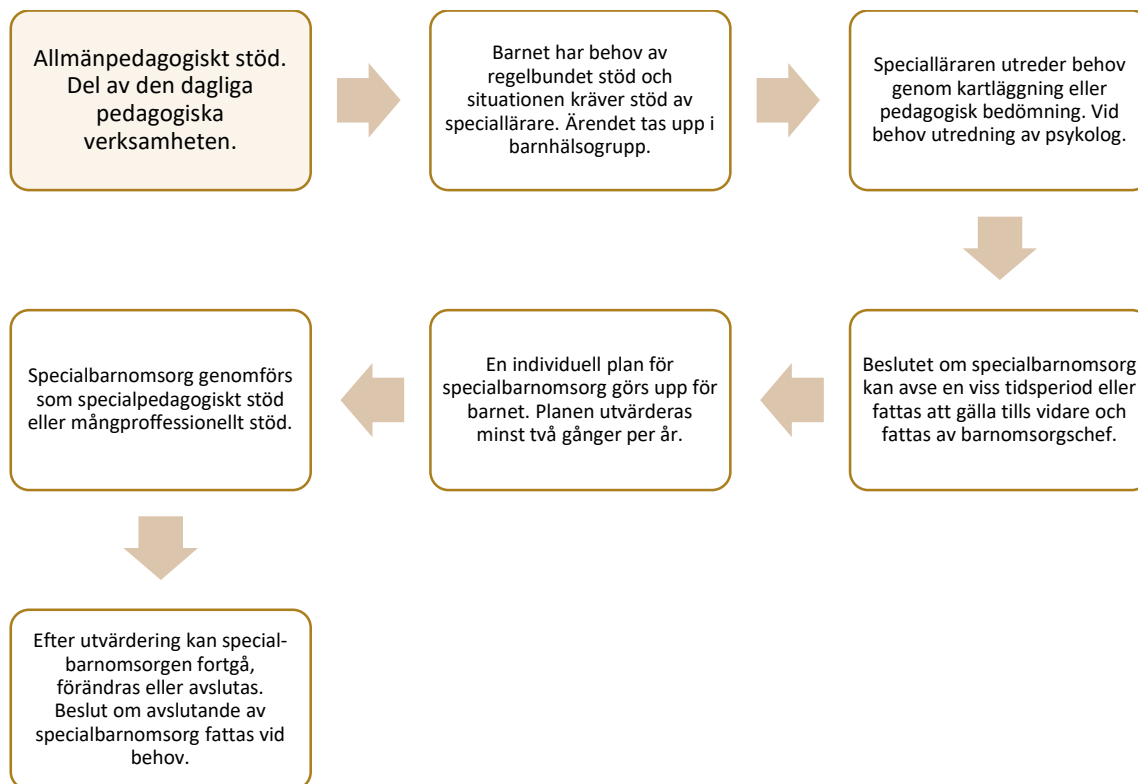 Allmänpedagogiskt stöd.
Del av den dagliga
pedagogiska
verksamheten.
Barnet har behov av
regelbundet stöd och
situationen kräver stöd av
speciallärare. Ärendet tas upp i
barnhälsogrupp.
Specialläraren utreder behov
genom kartläggning eller
pedagogisk bedömning. Vid
behov utredning av psykolog.
Beslutet om specialbarnomsorg
kan avse en viss tidsperiod eller
fattas att gälla tills vidare och
fattas av barnomsorgschef.
En individuell plan för
specialbarnomsorg görs upp för
barnet. Planen utvärderas
minst två gånger per år.
Specialbarnomsorg genomförs
som specialpedagogiskt stöd
eller mångproffessionellt stöd.
Efter utvärdering kan special-
barnomsorgen fortgå,
förändras eller avslutas.
Beslut om avslutande av
specialbarnomsorg fattas vid
behov.